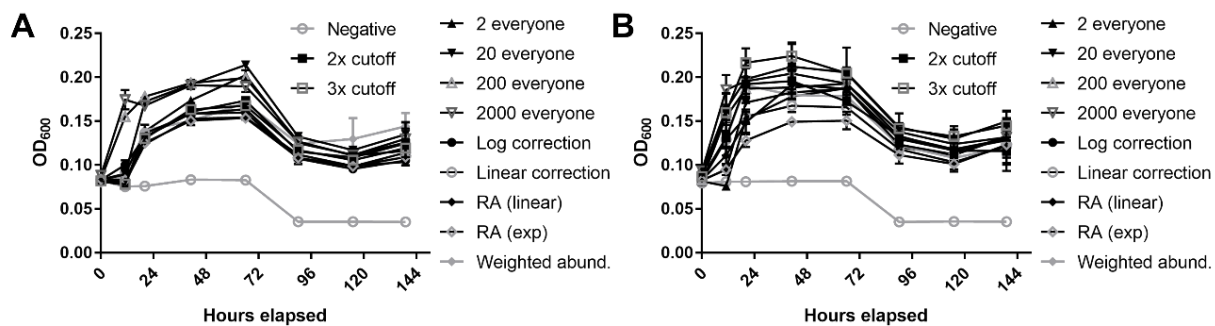 A
OD600
0.25
0.20
0.15
0.10
0.05
0.00
0
24
48
72
96
120
144
Hours elapsed
Negative
2x cutoff
3x cutoff
2 everyone
20 everyone
200 everyone
2000 everyone
Log correction
Linear correction
RA (linear)
RA (exp)
Weighted abund.
B
OD600
0.25
0.20
0.15
0.10
0.05
0.00
0
24
48
72
96
120
144
Hours elapsed
Negative
2x cutoff
3x cutoff
2 everyone
20 everyone
200 everyone
2000 everyone
Log correction
Linear correction
RA (linear)
RA (exp)
Weighted abund.